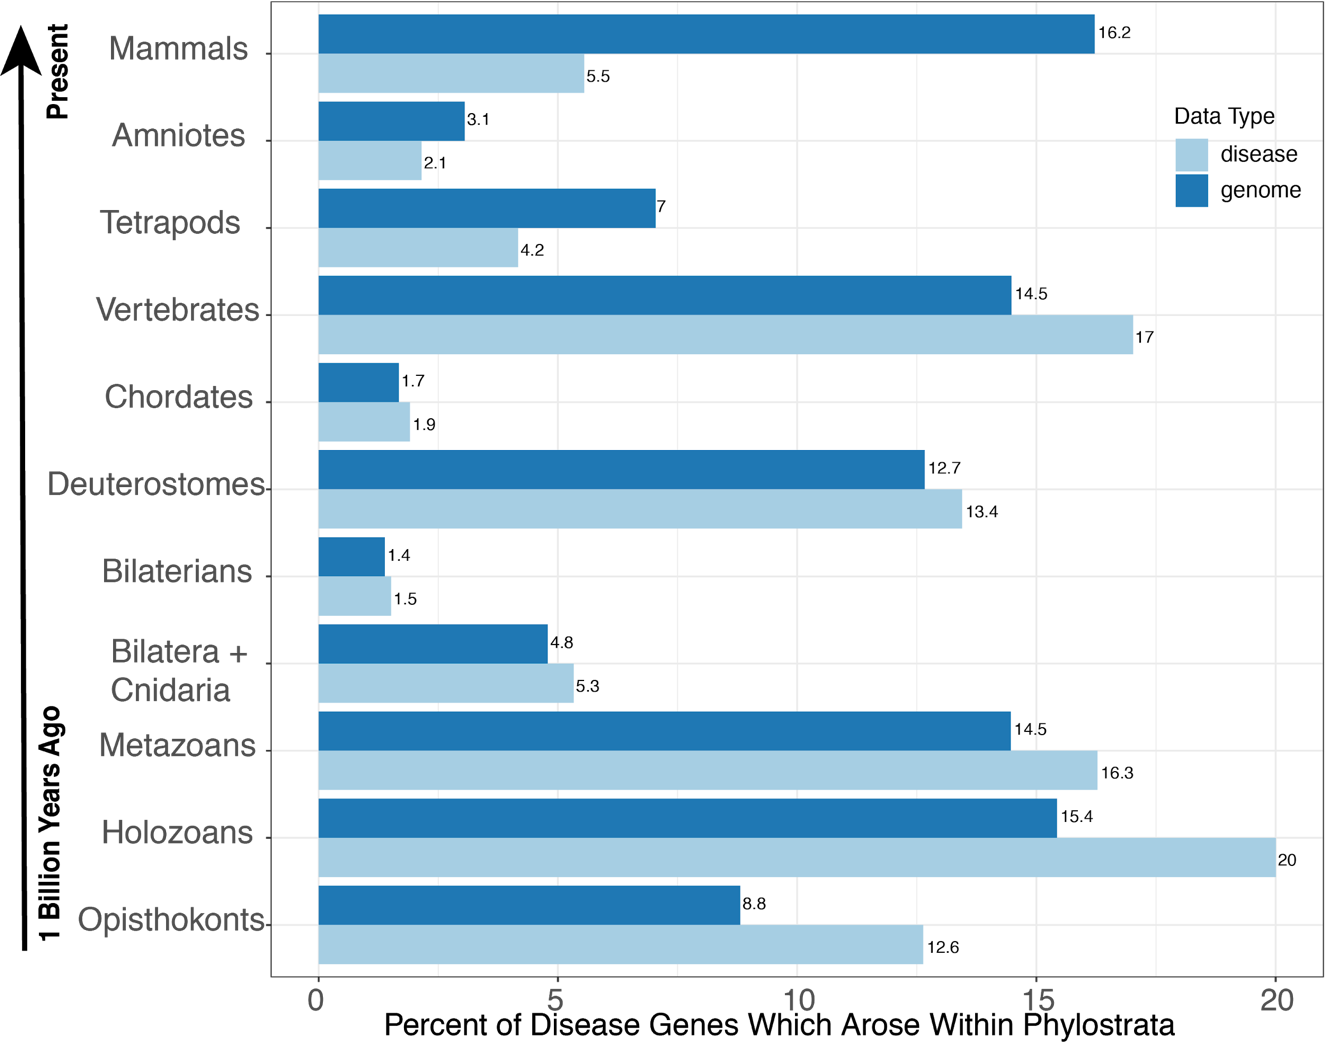 Present
1 Billion Years Ago
Mammals
16.2
5.5
Amniotes
3.1
2.1
Tetrapods
7
4.2
Vertebrates
14.5
17
Chordates
1.7
1.9
Deuterostomes
12.7
13.4
Bilaterians
1.4
1.5
Bilatera +
Cnidaria
4.8
5.3
Metazoans
14.5
16.3
Holozoans
15.4
20
Opisthokonts
8.8
12.6
Data Type
disease
genome
0 5 10 15 20
Percent of Disease Genes Which Arose Within Phylostrata